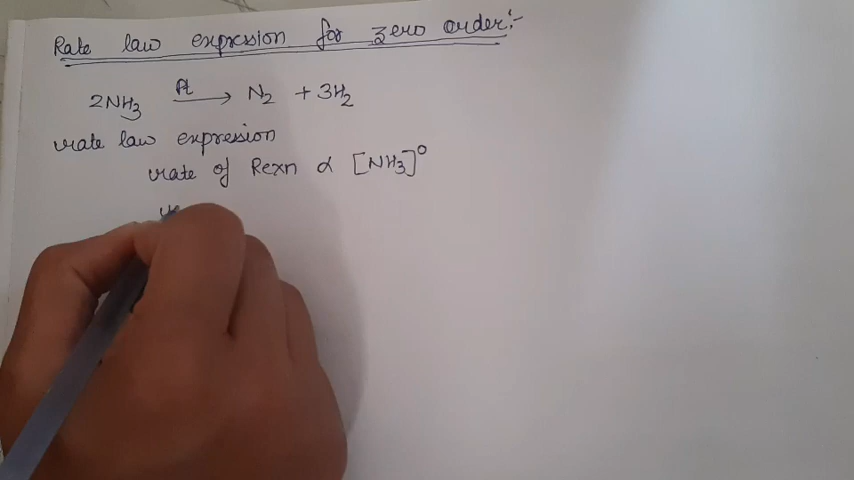 Rate law expression for zero order:-
2NH3 Pt → N2 + 3H2
rate law expression
rate of Rexn ∝ [NH3]⁰